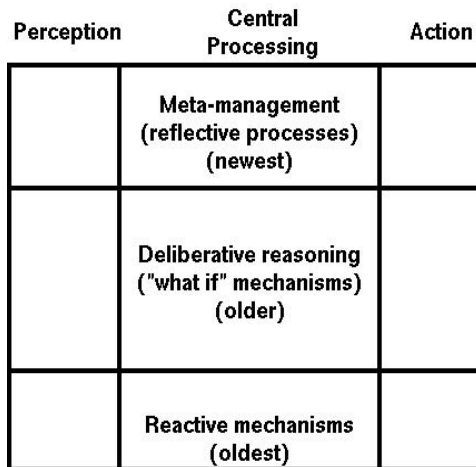 Perception Central Action
Processing
Meta-management
(reflective processes)
(newest)
Deliberative reasoning
("what if" mechanisms)
(older)
Reactive mechanisms
(oldest)